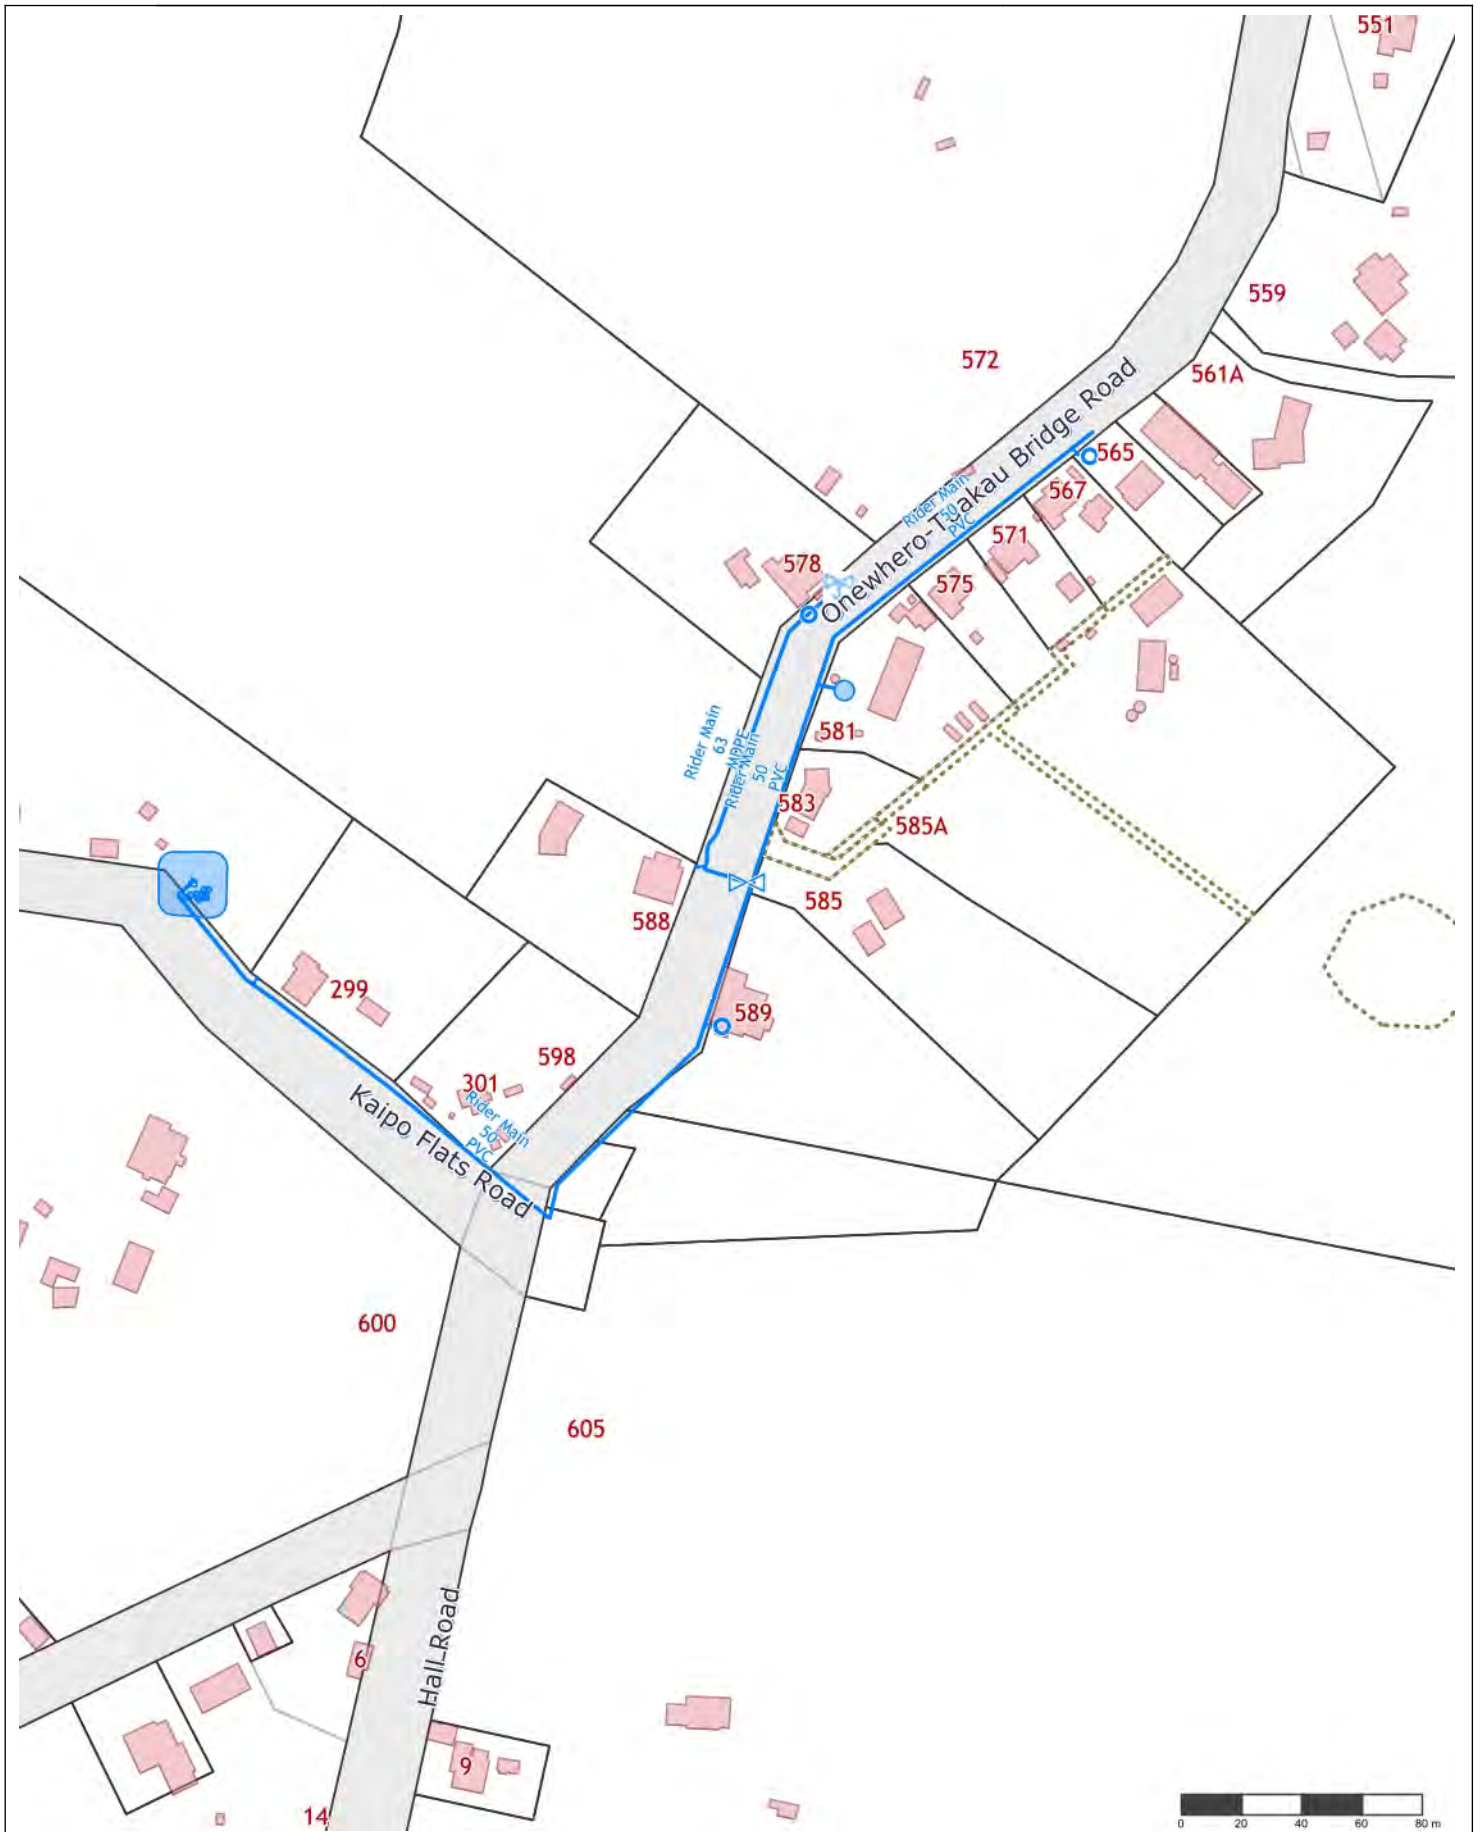 551
559
572
561A
565
567
571
575
578
Onewhero-Tuakau Bridge Road
Rider Main
50
PVC
581
Rider Main
63
MDPE
Rider Main
50
PVC
583
585A
585
588
589
299
598
301
Rider Main
50
PVC
Kaipo Flats Road
600
605
Hall Road
6
9
14
0 20 40 60 80 m